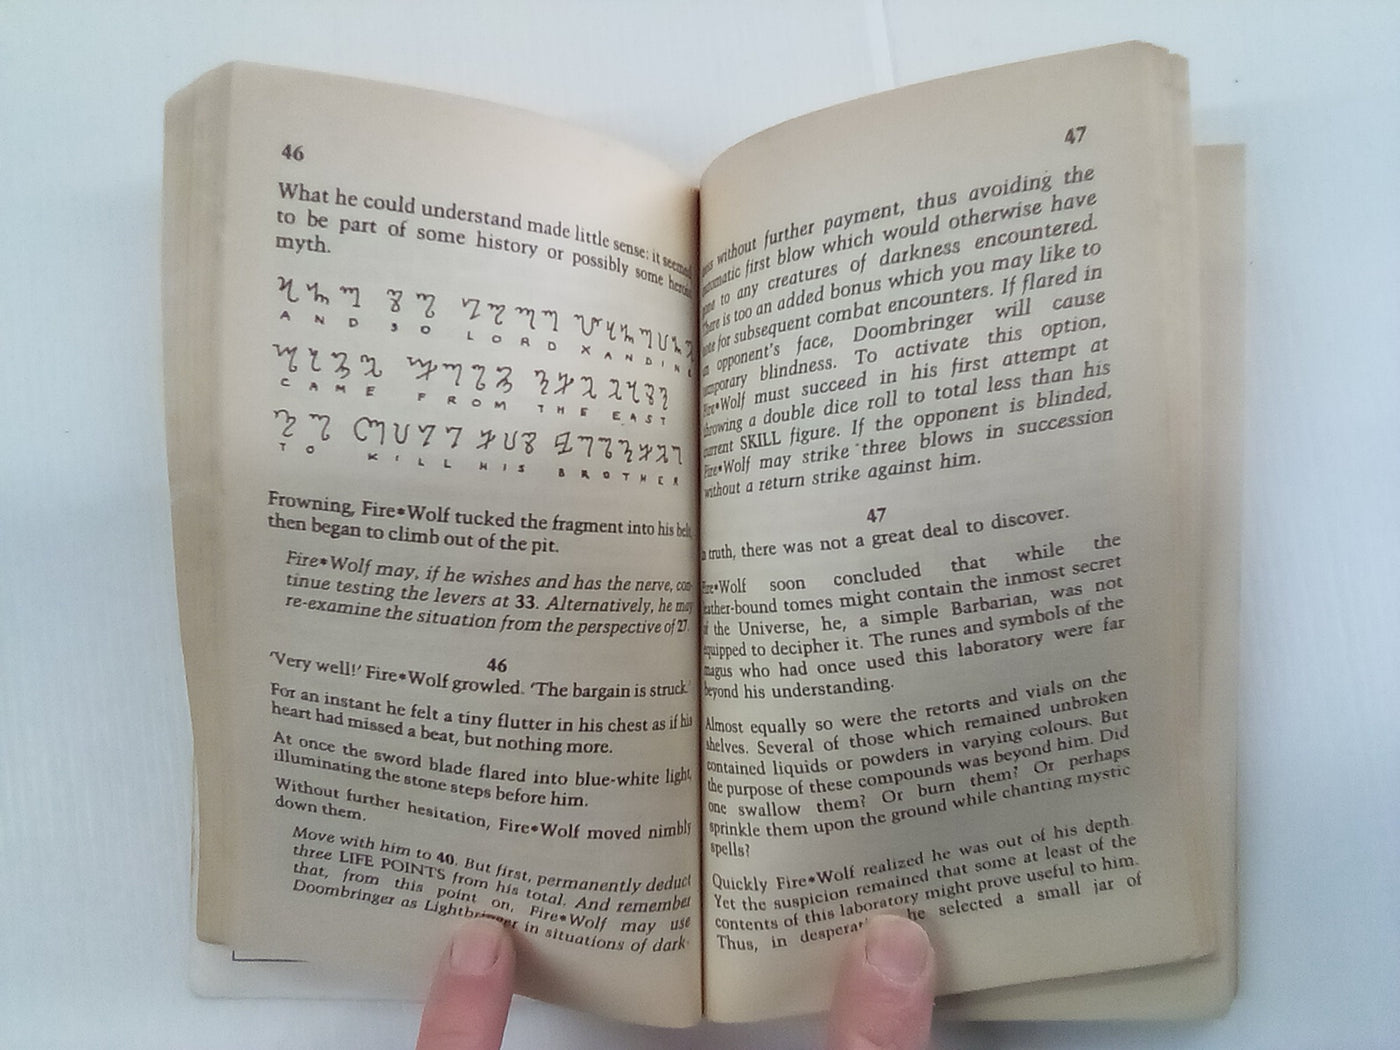 46
What he could understand made little sense: it seemed
to be part of some history or possibly some heroic
myth.
A N D S O L O R D X A N D I N E
C A M E F R O M T H E E A S T
T O K I L L H I S B R O T H E R
Frowning, Fire*Wolf tucked the fragment into his belt,
then began to climb out of the pit.
Fire*Wolf may, if he wishes and has the nerve, con-
tinue testing the levers at 33. Alternatively, he may
re-examine the situation from the perspective of 27.
46
'Very well!' Fire*Wolf growled. 'The bargain is struck.'
For an instant he felt a tiny flutter in his chest as if his
heart had missed a beat, but nothing more.
At once the sword blade flared into blue-white light,
illuminating the stone steps before him.
Without further hesitation, Fire*Wolf moved nimbly
down them.
Move with him to 40. But first, permanently deduct
three LIFE POINTS from his total. And remember
that, from this point on, Fire*Wolf may use
Doombringer as Lightbringer in situations of dark-
47
without further payment, thus avoiding the
automatic first blow which would otherwise have
to any creatures of darkness encountered.
There is too an added bonus which you may like to
note for subsequent combat encounters. If flared in
an opponent's face, Doombringer will cause
temporary blindness. To activate this option,
Fire*Wolf must succeed in his first attempt at
throwing a double dice roll to total less than his
current SKILL figure. If the opponent is blinded,
Fire*Wolf may strike three blows in succession
without a return strike against him.
47
In truth, there was not a great deal to discover.
Fire*Wolf soon concluded that while the
leather-bound tomes might contain the inmost secret
of the Universe, he, a simple Barbarian, was not
equipped to decipher it. The runes and symbols of the
magus who had once used this laboratory were far
beyond his understanding.
Almost equally so were the retorts and vials on the
shelves. Several of those which remained unbroken
contained liquids or powders in varying colours. But
the purpose of these compounds was beyond him. Did
one swallow them? Or burn them? Or perhaps
sprinkle them upon the ground while chanting mystic
spells?
Quickly Fire*Wolf realized he was out of his depth.
Yet the suspicion remained that some at least of the
contents of this laboratory might prove useful to him.
Thus, in desperation he selected a small jar of